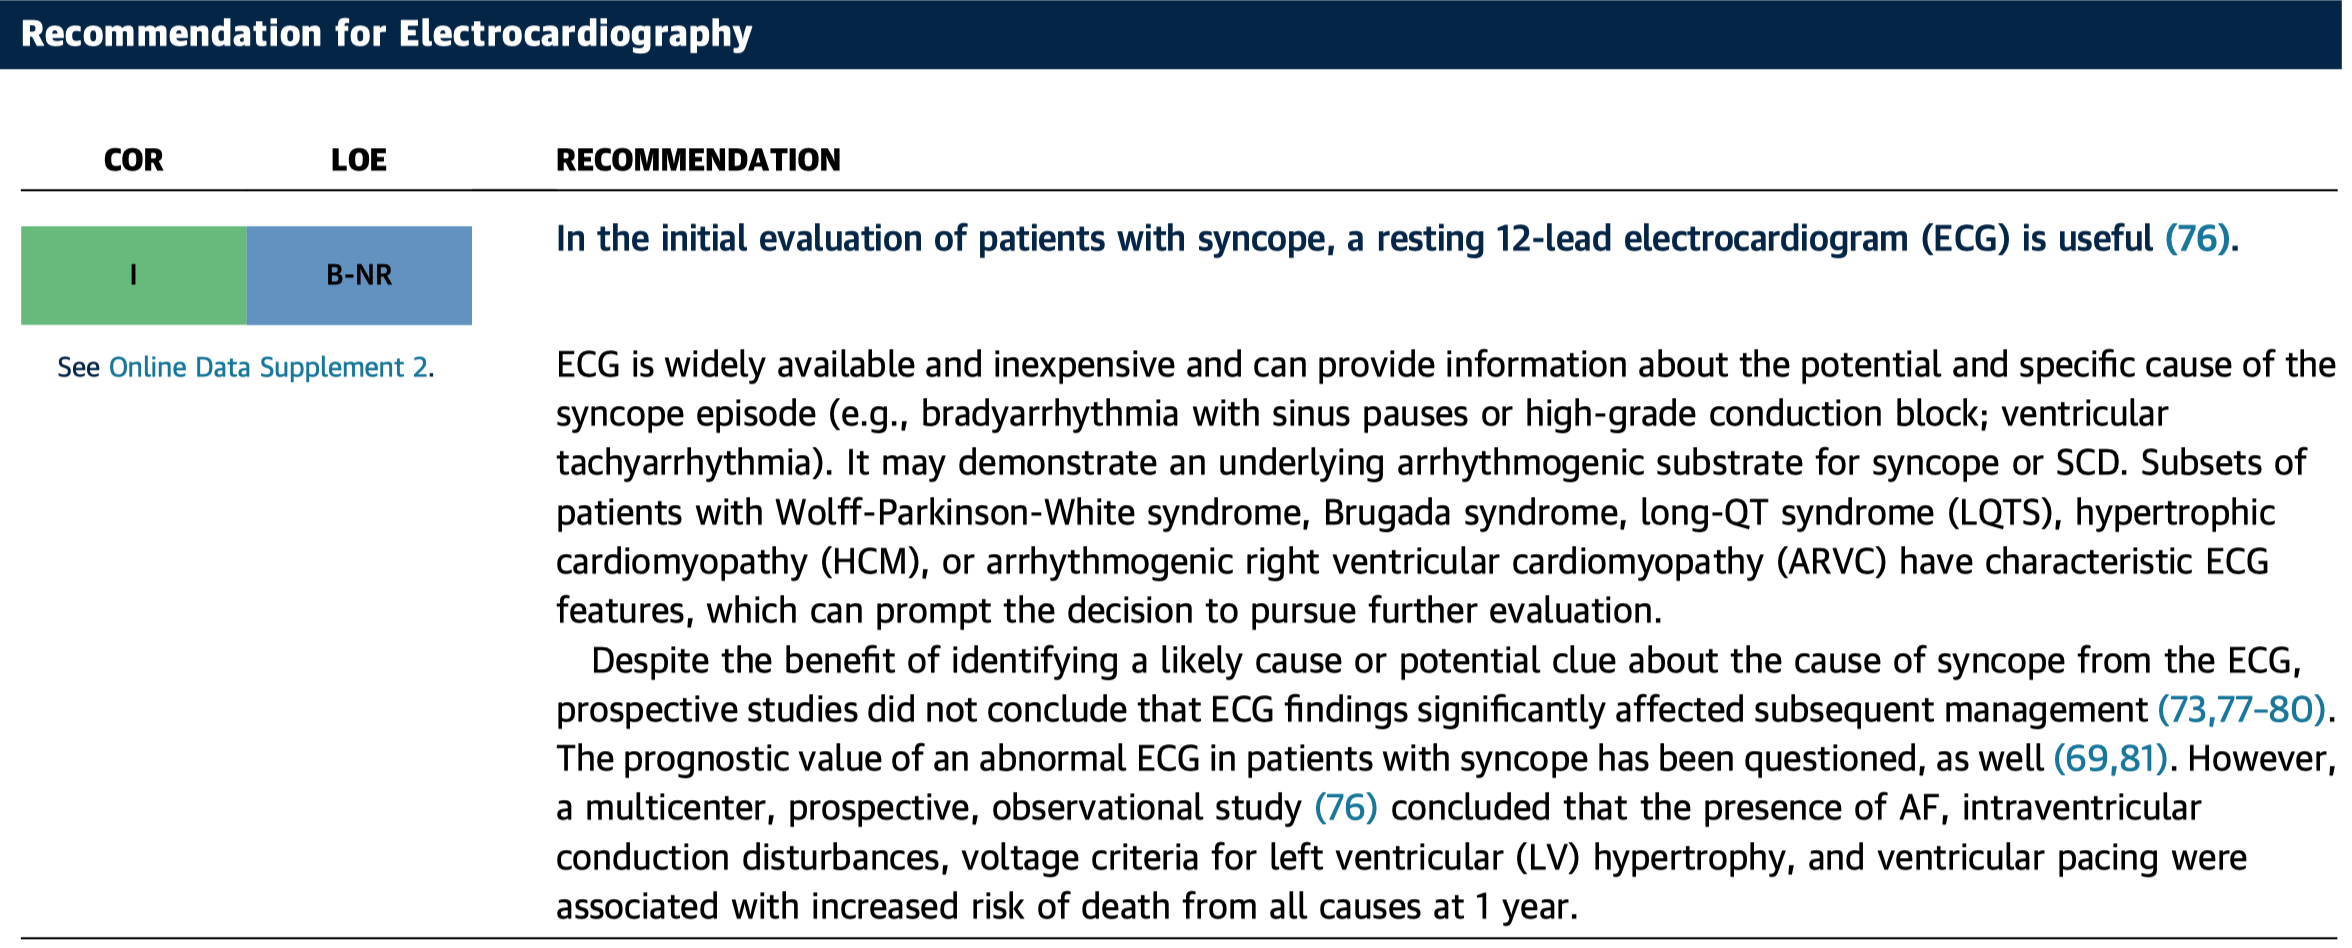 Recommendation for Electrocardiography
COR LOE RECOMMENDATION
I B-NR
In the initial evaluation of patients with syncope, a resting 12-lead electrocardiogram (ECG) is useful (76).
See Online Data Supplement 2.
ECG is widely available and inexpensive and can provide information about the potential and specific cause of the
syncope episode (e.g., bradyarrhythmia with sinus pauses or high-grade conduction block; ventricular
tachyarrhythmia). It may demonstrate an underlying arrhythmogenic substrate for syncope or SCD. Subsets of
patients with Wolff-Parkinson-White syndrome, Brugada syndrome, long-QT syndrome (LQTS), hypertrophic
cardiomyopathy (HCM), or arrhythmogenic right ventricular cardiomyopathy (ARVC) have characteristic ECG
features, which can prompt the decision to pursue further evaluation.
Despite the benefit of identifying a likely cause or potential clue about the cause of syncope from the ECG,
prospective studies did not conclude that ECG findings significantly affected subsequent management (73,77–80).
The prognostic value of an abnormal ECG in patients with syncope has been questioned, as well (69,81). However,
a multicenter, prospective, observational study (76) concluded that the presence of AF, intraventricular
conduction disturbances, voltage criteria for left ventricular (LV) hypertrophy, and ventricular pacing were
associated with increased risk of death from all causes at 1 year.